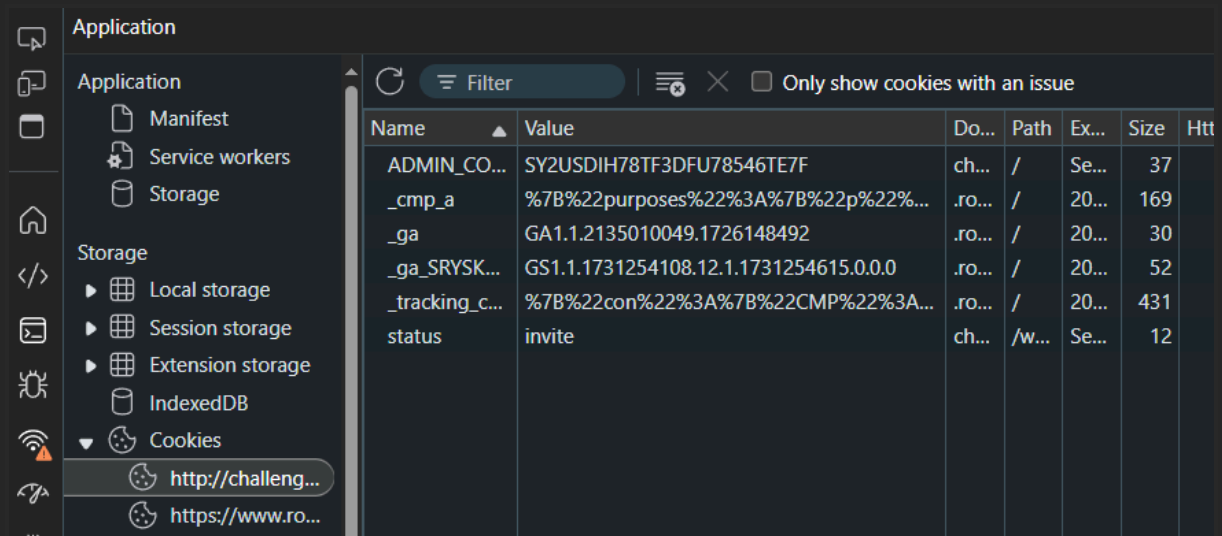 Application
Application
Manifest
Service workers
Storage
Storage
Local storage
Session storage
Extension storage
IndexedDB
Cookies
http://challeng...
https://www.ro...
Filter
Only show cookies with an issue
Name Value Do... Path Ex... Size Htt
ADMIN_CO... SY2USDIH78TF3DFU78546TE7F ch... / Se... 37
_cmp_a %7B%22purposes%22%3A%7B%22p%22%... .ro... / 20... 169
_ga GA1.1.2135010049.1726148492 .ro... / 20... 30
_ga_SRYSK... GS1.1.1731254108.12.1.1731254615.0.0.0 .ro... / 20... 52
_tracking_c... %7B%22con%22%3A%7B%22CMP%22%3A... .ro... / 20... 431
status invite ch... /w... Se... 12